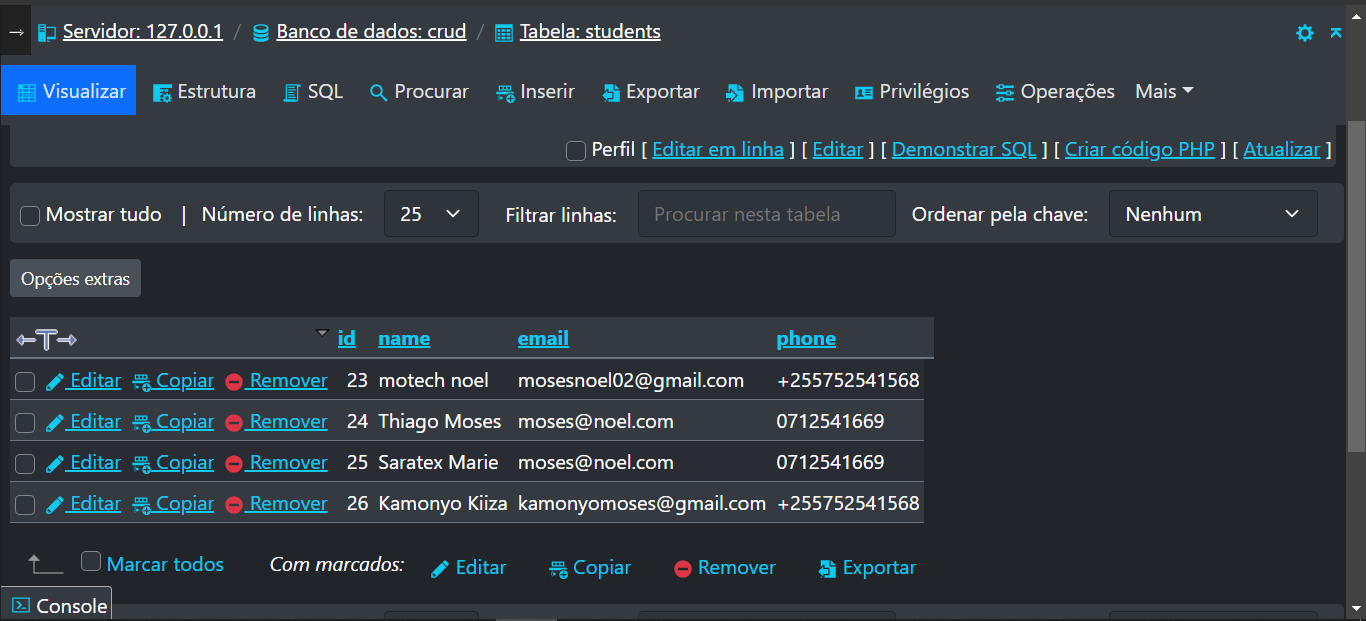 Servidor: 127.0.0.1 / Banco de dados: crud / Tabela: students
Visualizar Estrutura SQL Procurar Inserir Exportar Importar Privilégios Operações Mais
Perfil [ Editar em linha ] [ Editar ] [ Demonstrar SQL ] [ Criar código PHP ] [ Atualizar ]
Mostrar tudo | Número de linhas: 25 Filtrar linhas: Procurar nesta tabela Ordenar pela chave: Nenhum
Opções extras
id name email phone
Editar Copiar Remover 23 motech noel mosesnoel02@gmail.com +255752541568
Editar Copiar Remover 24 Thiago Moses moses@noel.com 0712541669
Editar Copiar Remover 25 Saratex Marie moses@noel.com 0712541669
Editar Copiar Remover 26 Kamonyo Kiiza kamonyomoses@gmail.com +255752541568
Marcar todos Com marcados: Editar Copiar Remover Exportar
Console